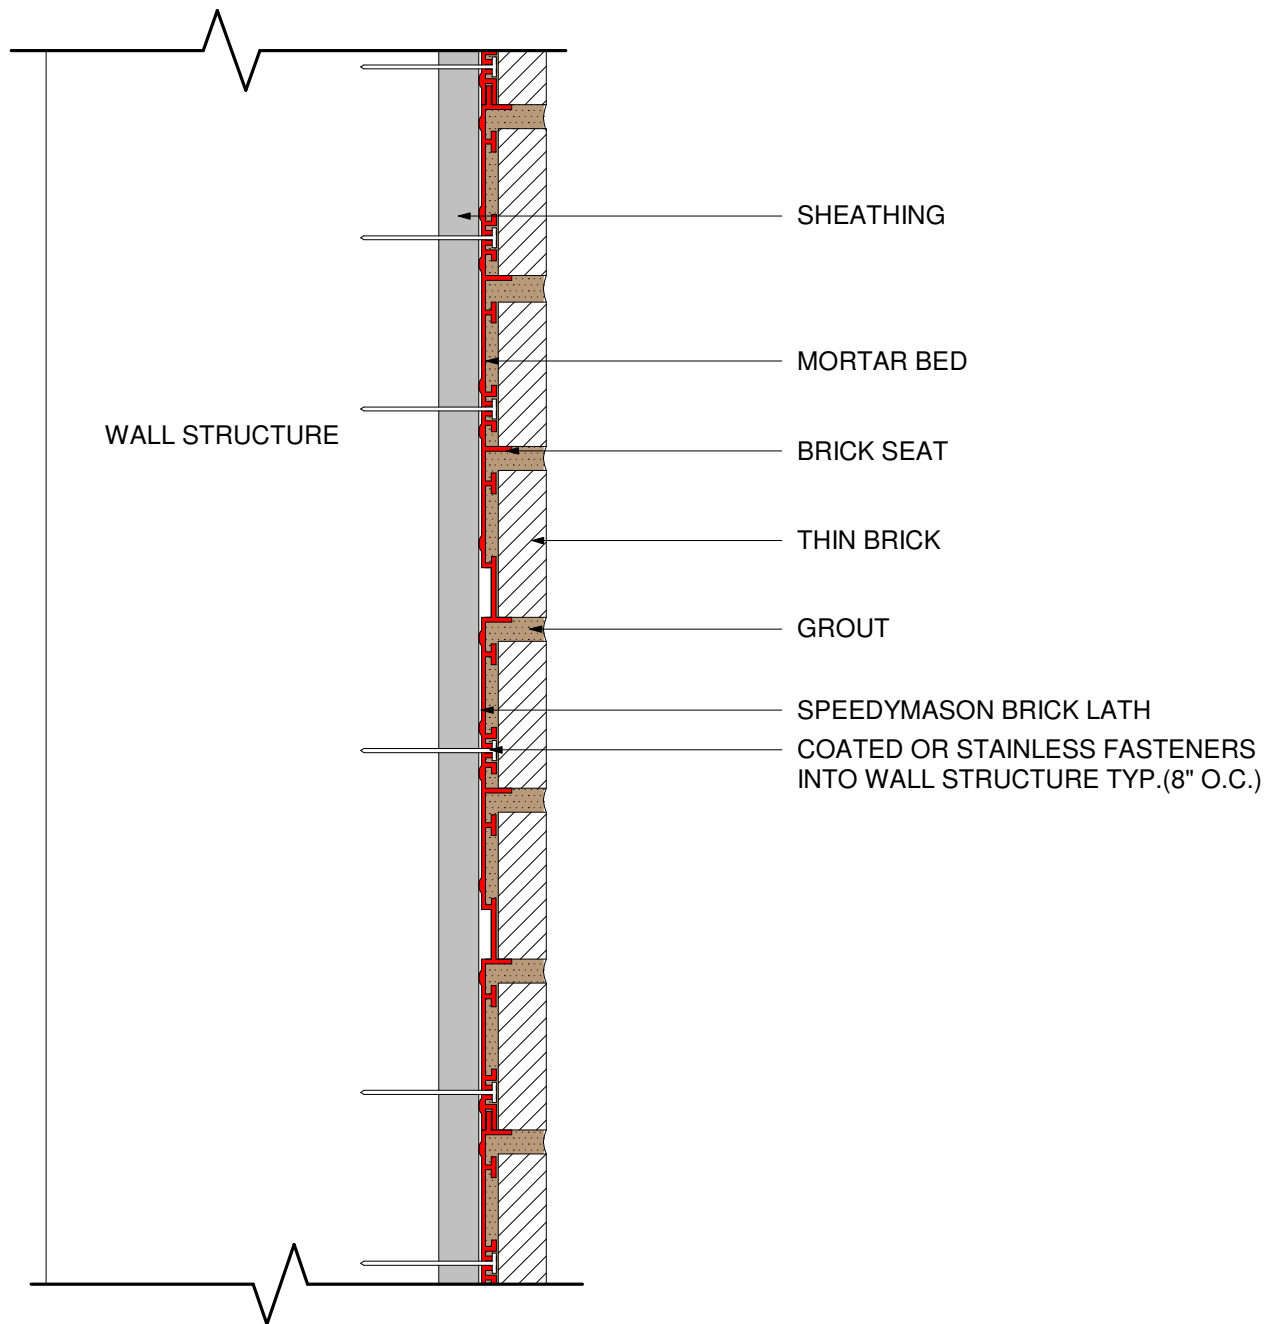 SHEATHING
MORTAR BED
WALL STRUCTURE
BRICK SEAT
THIN BRICK
GROUT
SPEEDYMASON BRICK LATH
COATED OR STAINLESS FASTENERS
INTO WALL STRUCTURE TYP.(8" O.C.)